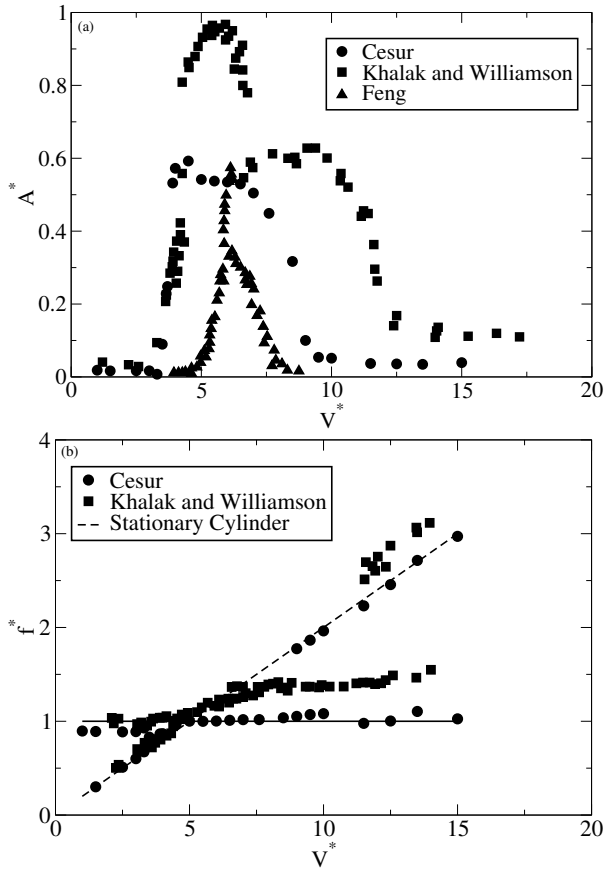 (a)
Cesur
Khalak and Williamson
Feng
A*
1
0.8
0.6
0.4
0.2
0
0 5 10 15 20
V*
(b)
Cesur
Khalak and Williamson
Stationary Cylinder
f*
4
3
2
1
0
0 5 10 15 20
V*